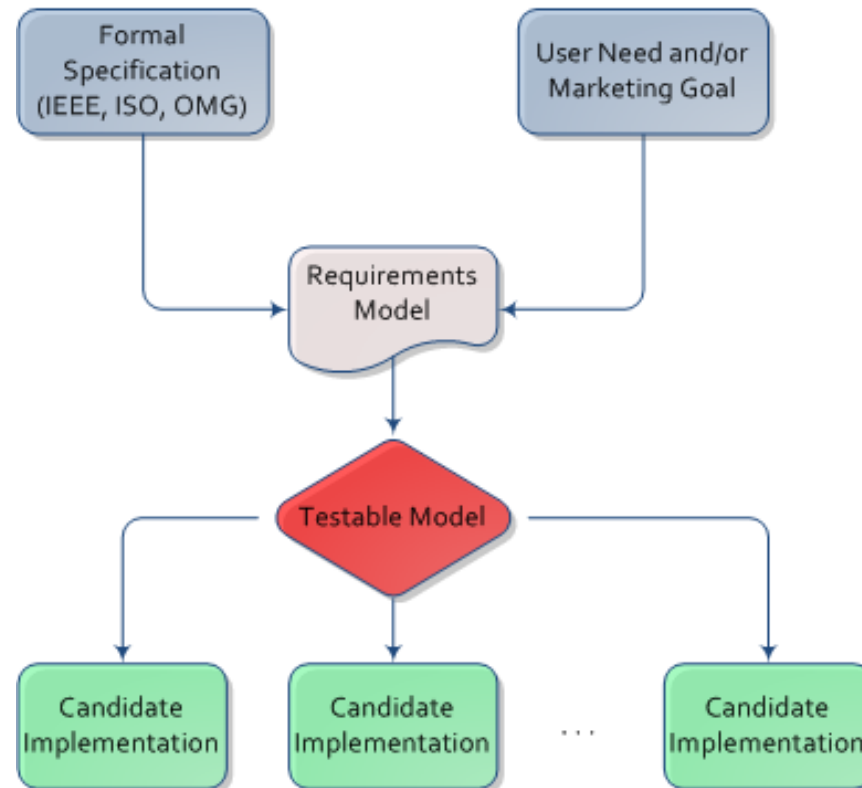 Formal
Specification
(IEEE, ISO, OMG)
User Need and/or
Marketing Goal
Requirements
Model
Testable Model
Candidate
Implementation
Candidate
Implementation
...
Candidate
Implementation